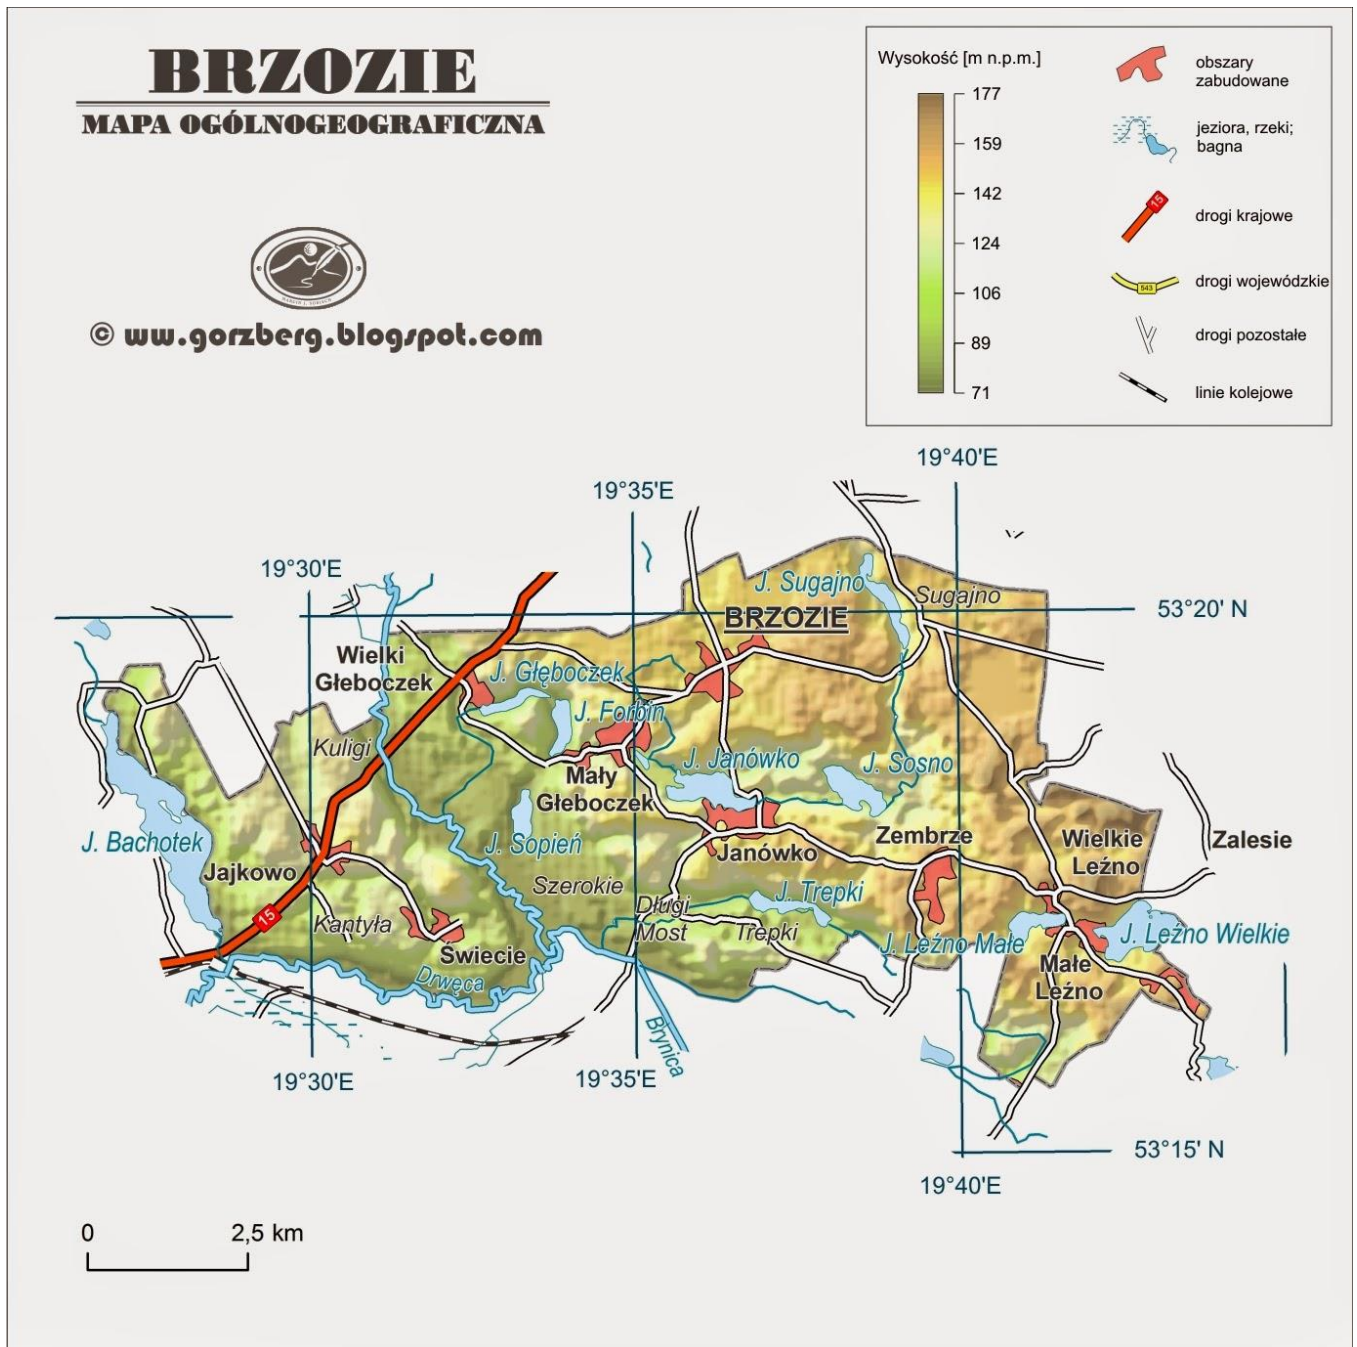 BRZOZIE
MAPA OGÓLNOGEOGRAFICZNA
© ww.gorzberg.blogspot.com
Wysokość [m n.p.m.]
177
159
142
124
106
89
71
obszary
zabudowane
jeziora, rzeki;
bagna
15
drogi krajowe
543
drogi wojewódzkie
drogi pozostałe
linie kolejowe
19°40'E
19°35'E
19°30'E
53°20' N
J. Sugajno
Sugajno
BRZOZIE
Wielki
Głeboczek
J. Głęboczek
J. Forbin
Kuligi
J. Janówko
J. Sosno
Mały
Głeboczek
J. Bachotek
J. Sopień
Janówko
Zembrze
Wielkie
Leźno
Zalesie
Jajkowo
Szerokie
J. Trepki
Długi
Most
15
Kantyła
Trepki
J. Leźno Małe
J. Leźno Wielkie
Świecie
Drwęca
Małe
Leźno
Brynica
19°30'E
19°35'E
53°15' N
19°40'E
0
2,5 km